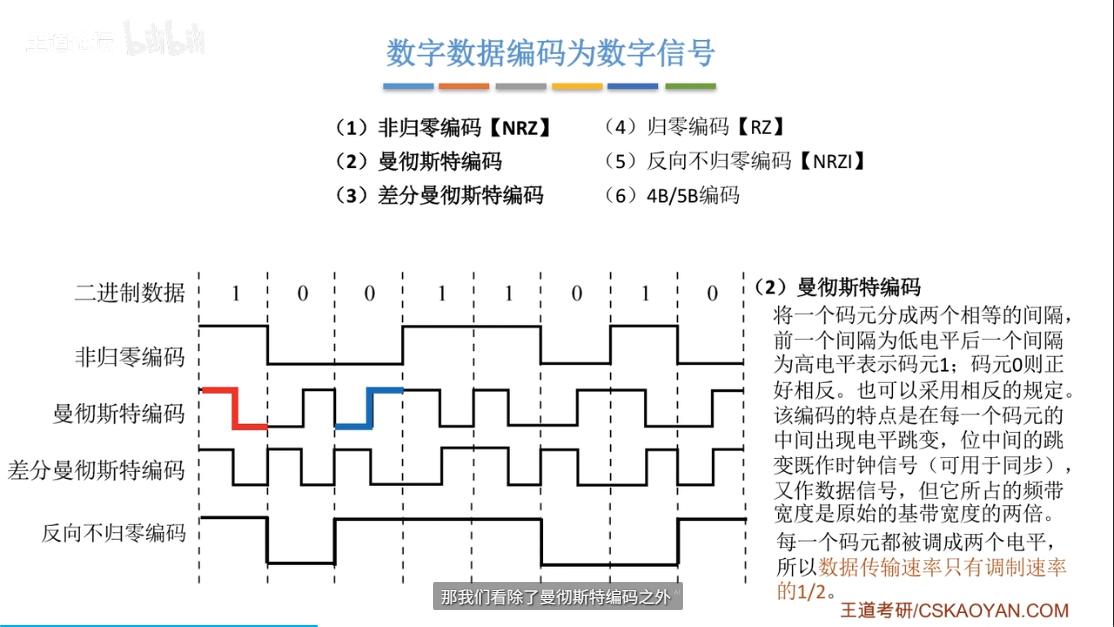 王道论坛 bilibili
数字数据编码为数字信号
（1）非归零编码【NRZ】
（4）归零编码【RZ】
（2）曼彻斯特编码
（5）反向不归零编码【NRZI】
（3）差分曼彻斯特编码
（6）4B/5B编码
二进制数据 1 0 0 1 1 0 1 0
非归零编码
曼彻斯特编码
差分曼彻斯特编码
反向不归零编码
（2）曼彻斯特编码
将一个码元分成两个相等的间隔，
前一个间隔为低电平后一个间隔
为高电平表示码元1；码元0则正
好相反。也可以采用相反的规定。
该编码的特点是在每一个码元的
中间出现电平跳变，位中间的跳
变既作时钟信号（可用于同步），
又作数据信号，但它所占的频带
宽度是原始的基带宽度的两倍。
每一个码元都被调成两个电平，
所以数据传输速率只有调制速率
的1/2。
那我们看除了曼彻斯特编码之外 AI
王道考研/CSKAOYAN.COM